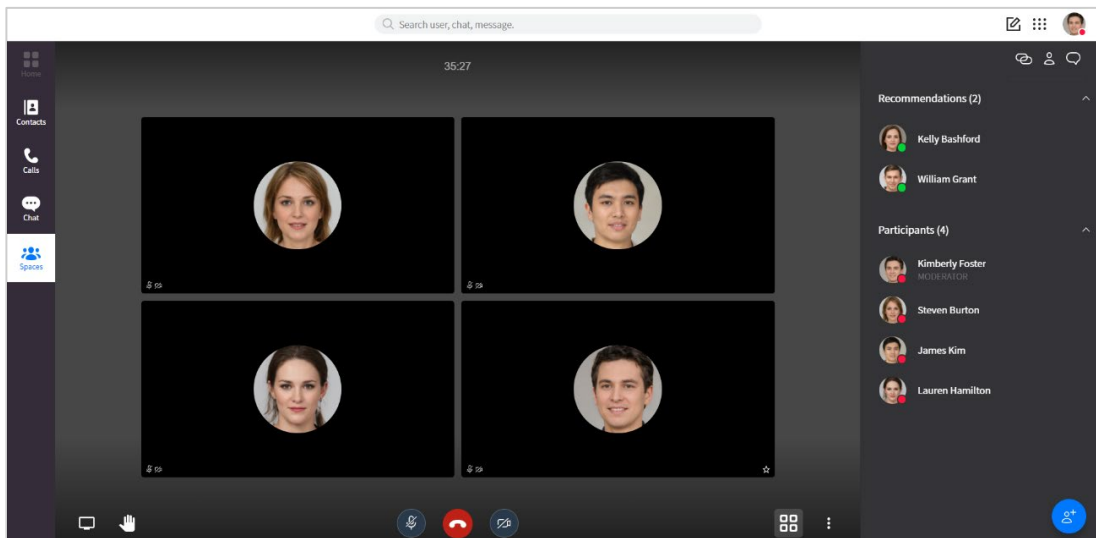 Search user, chat, message.
Home
Contacts
Calls
Chat
Spaces
35:27
Recommendations (2)
Kelly Bashford
William Grant
Participants (4)
Kimberly Foster
MODERATOR
Steven Burton
James Kim
Lauren Hamilton